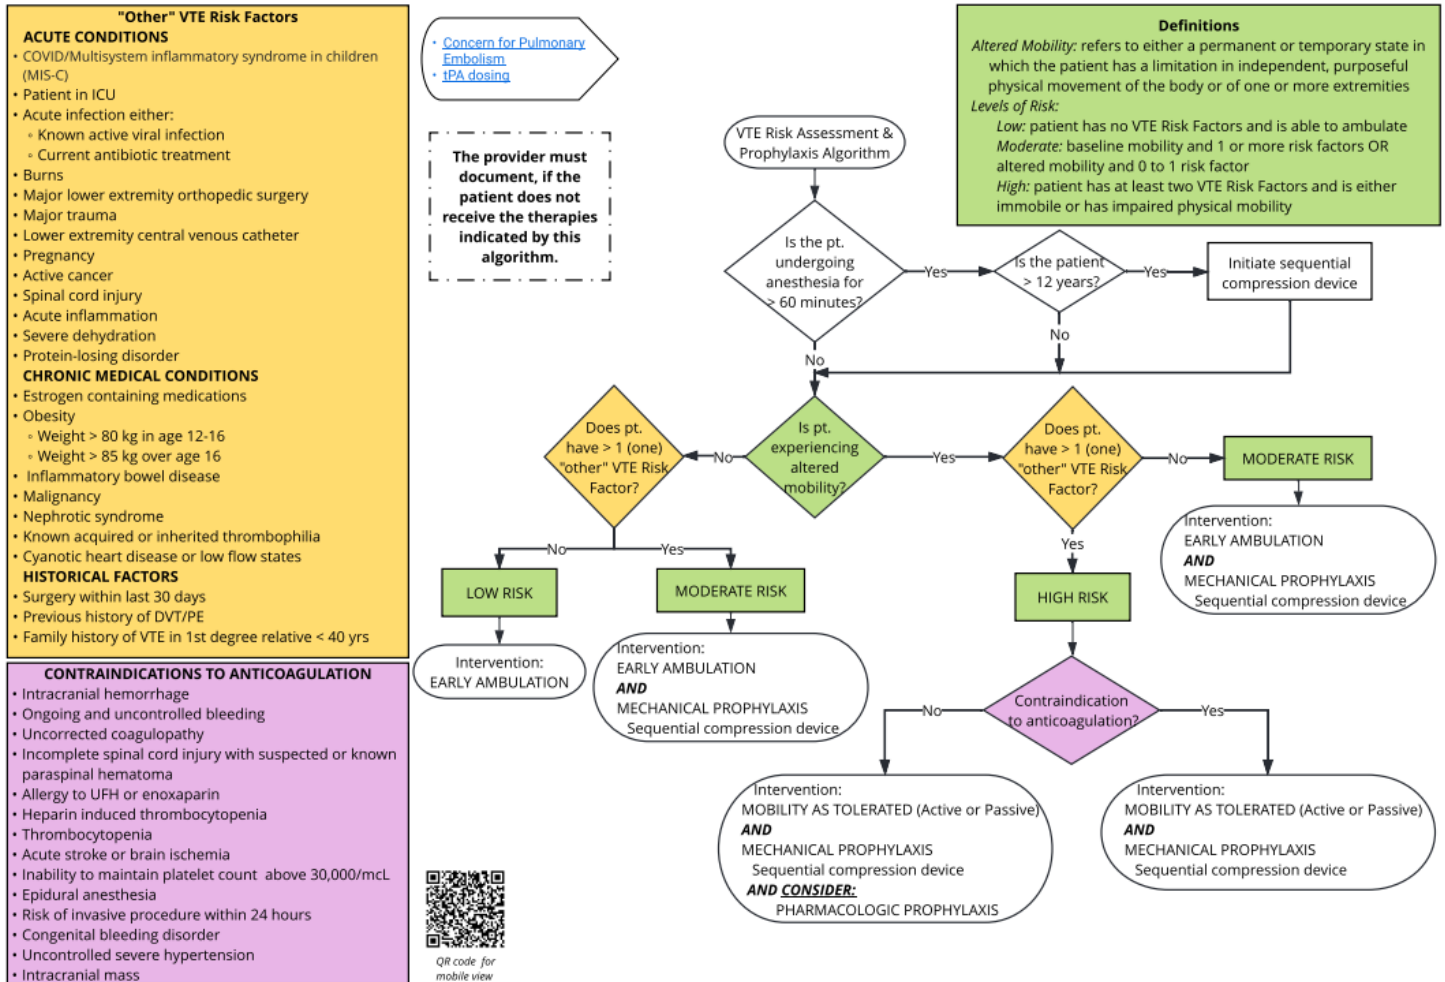 "Other" VTE Risk Factors
ACUTE CONDITIONS
• COVID/Multisystem inflammatory syndrome in children
(MIS-C)
• Patient in ICU
• Acute infection either:
◦ Known active viral infection
◦ Current antibiotic treatment
• Burns
• Major lower extremity orthopedic surgery
• Major trauma
• Lower extremity central venous catheter
• Pregnancy
• Active cancer
• Spinal cord injury
• Acute inflammation
• Severe dehydration
• Protein-losing disorder
CHRONIC MEDICAL CONDITIONS
• Estrogen containing medications
• Obesity
◦ Weight > 80 kg in age 12-16
◦ Weight > 85 kg over age 16
• Inflammatory bowel disease
• Malignancy
• Nephrotic syndrome
• Known acquired or inherited thrombophilia
• Cyanotic heart disease or low flow states
HISTORICAL FACTORS
• Surgery within last 30 days
• Previous history of DVT/PE
• Family history of VTE in 1st degree relative < 40 yrs
CONTRAINDICATIONS TO ANTICOAGULATION
• Intracranial hemorrhage
• Ongoing and uncontrolled bleeding
• Uncorrected coagulopathy
• Incomplete spinal cord injury with suspected or known
paraspinal hematoma
• Allergy to UFH or enoxaparin
• Heparin induced thrombocytopenia
• Thrombocytopenia
• Acute stroke or brain ischemia
• Inability to maintain platelet count above 30,000/mcL
• Epidural anesthesia
• Risk of invasive procedure within 24 hours
• Congenital bleeding disorder
• Uncontrolled severe hypertension
• Intracranial mass
• Concern for Pulmonary
Embolism
• tPA dosing
The provider must
document, if the
patient does not
receive the therapies
indicated by this
algorithm.
Definitions
Altered Mobility: refers to either a permanent or temporary state in
which the patient has a limitation in independent, purposeful
physical movement of the body or of one or more extremities
Levels of Risk:
Low: patient has no VTE Risk Factors and is able to ambulate
Moderate: baseline mobility and 1 or more risk factors OR
altered mobility and 0 to 1 risk factor
High: patient has at least two VTE Risk Factors and is either
immobile or has impaired physical mobility
VTE Risk Assessment &
Prophylaxis Algorithm
Is the pt.
undergoing
anesthesia for
> 60 minutes?
Yes
Is the patient
> 12 years?
Yes
Initiate sequential
compression device
No
No
Does pt.
have > 1 (one)
"other" VTE Risk
Factor?
No
Is pt.
experiencing
altered
mobility?
Yes
Does pt.
have > 1 (one)
"other" VTE Risk
Factor?
No
MODERATE RISK
Intervention:
EARLY AMBULATION
AND
MECHANICAL PROPHYLAXIS
Sequential compression device
No
Yes
LOW RISK
Intervention:
EARLY AMBULATION
MODERATE RISK
Intervention:
EARLY AMBULATION
AND
MECHANICAL PROPHYLAXIS
Sequential compression device
Yes
HIGH RISK
Contraindication
to anticoagulation?
No
Yes
Intervention:
MOBILITY AS TOLERATED (Active or Passive)
AND
MECHANICAL PROPHYLAXIS
Sequential compression device
AND CONSIDER:
PHARMACOLOGIC PROPHYLAXIS
Intervention:
MOBILITY AS TOLERATED (Active or Passive)
AND
MECHANICAL PROPHYLAXIS
Sequential compression device
QR code for
mobile view